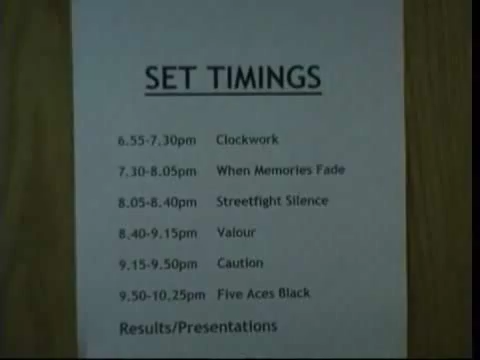 SET TIMINGS
6.55-7.30pm Clockwork
7.30-8.05pm When Memories Fade
8.05-8.40pm Streetfight Silence
8.40-9.15pm Valour
9.15-9.50pm Caution
9.50-10.25pm Five Aces Black
Results/Presentations